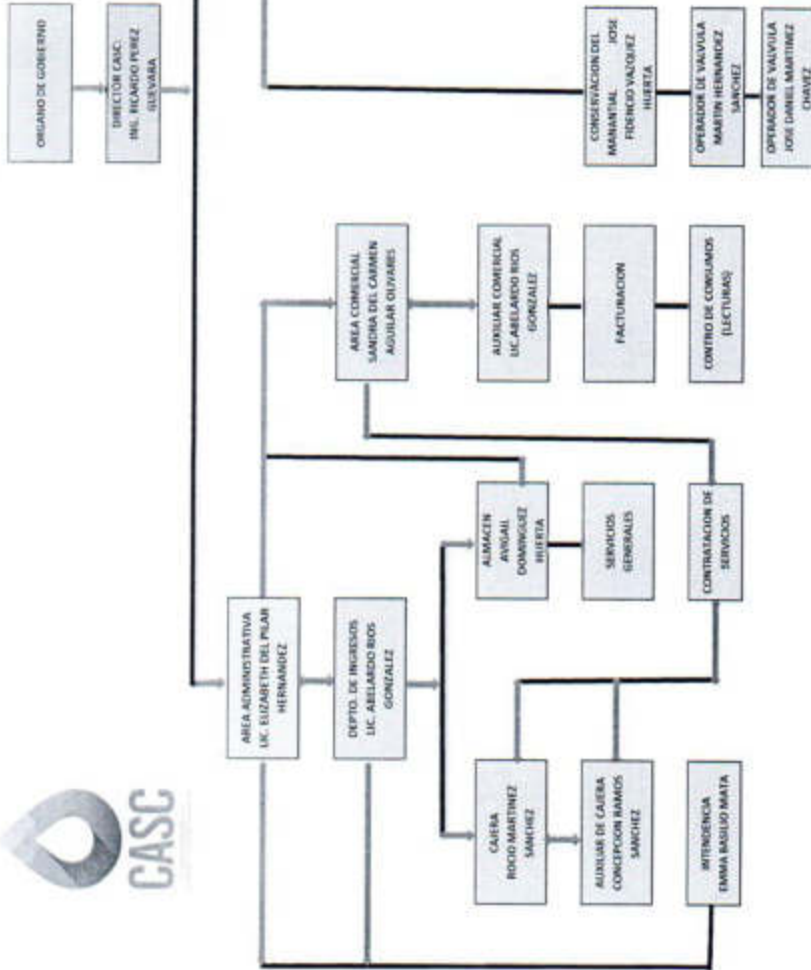 ORGANO DE GOBIERNO
DIRECTOR CASC:
ING. RICARDO PEREZ
GUEVARA
CASC
AREA ADMINISTRATIVA
LIC. ELIZABETH DEL PILAR
HERNANDEZ
DEPTO. DE INGRESOS
LIC. ABELARDO RIOS
GONZALEZ
CAJERA
ROCIO MARTINEZ
SANCHEZ
AUXILIAR DE CAJERA
CONCEPCION RAMOS
SANCHEZ
INTENDENCIA
EMMA BASILIO MATA
ALMACEN
AVIGAIL
DOMINGUEZ
HUERTA
SERVICIOS
GENERALES
CONTRATACION DE
SERVICIOS
AREA COMERCIAL
SANDRA DEL CARMEN
AGUILAR OLIVARES
AUXILIAR COMERCIAL
LIC. ABELARDO RIOS
GONZALEZ
FACTURACION
CONTRO DE CONSUMOS
(LECTURAS)
CONSERVACION DEL
MANANTIAL JOSE
FIDENCIO VAZQUEZ
HUERTA
OPERADOR DE VALVULA
MARTIN HERNANDEZ
SANCHEZ
OPERADOR DE VALVULA
JOSE DANIEL MARTINEZ
CHAVEZ